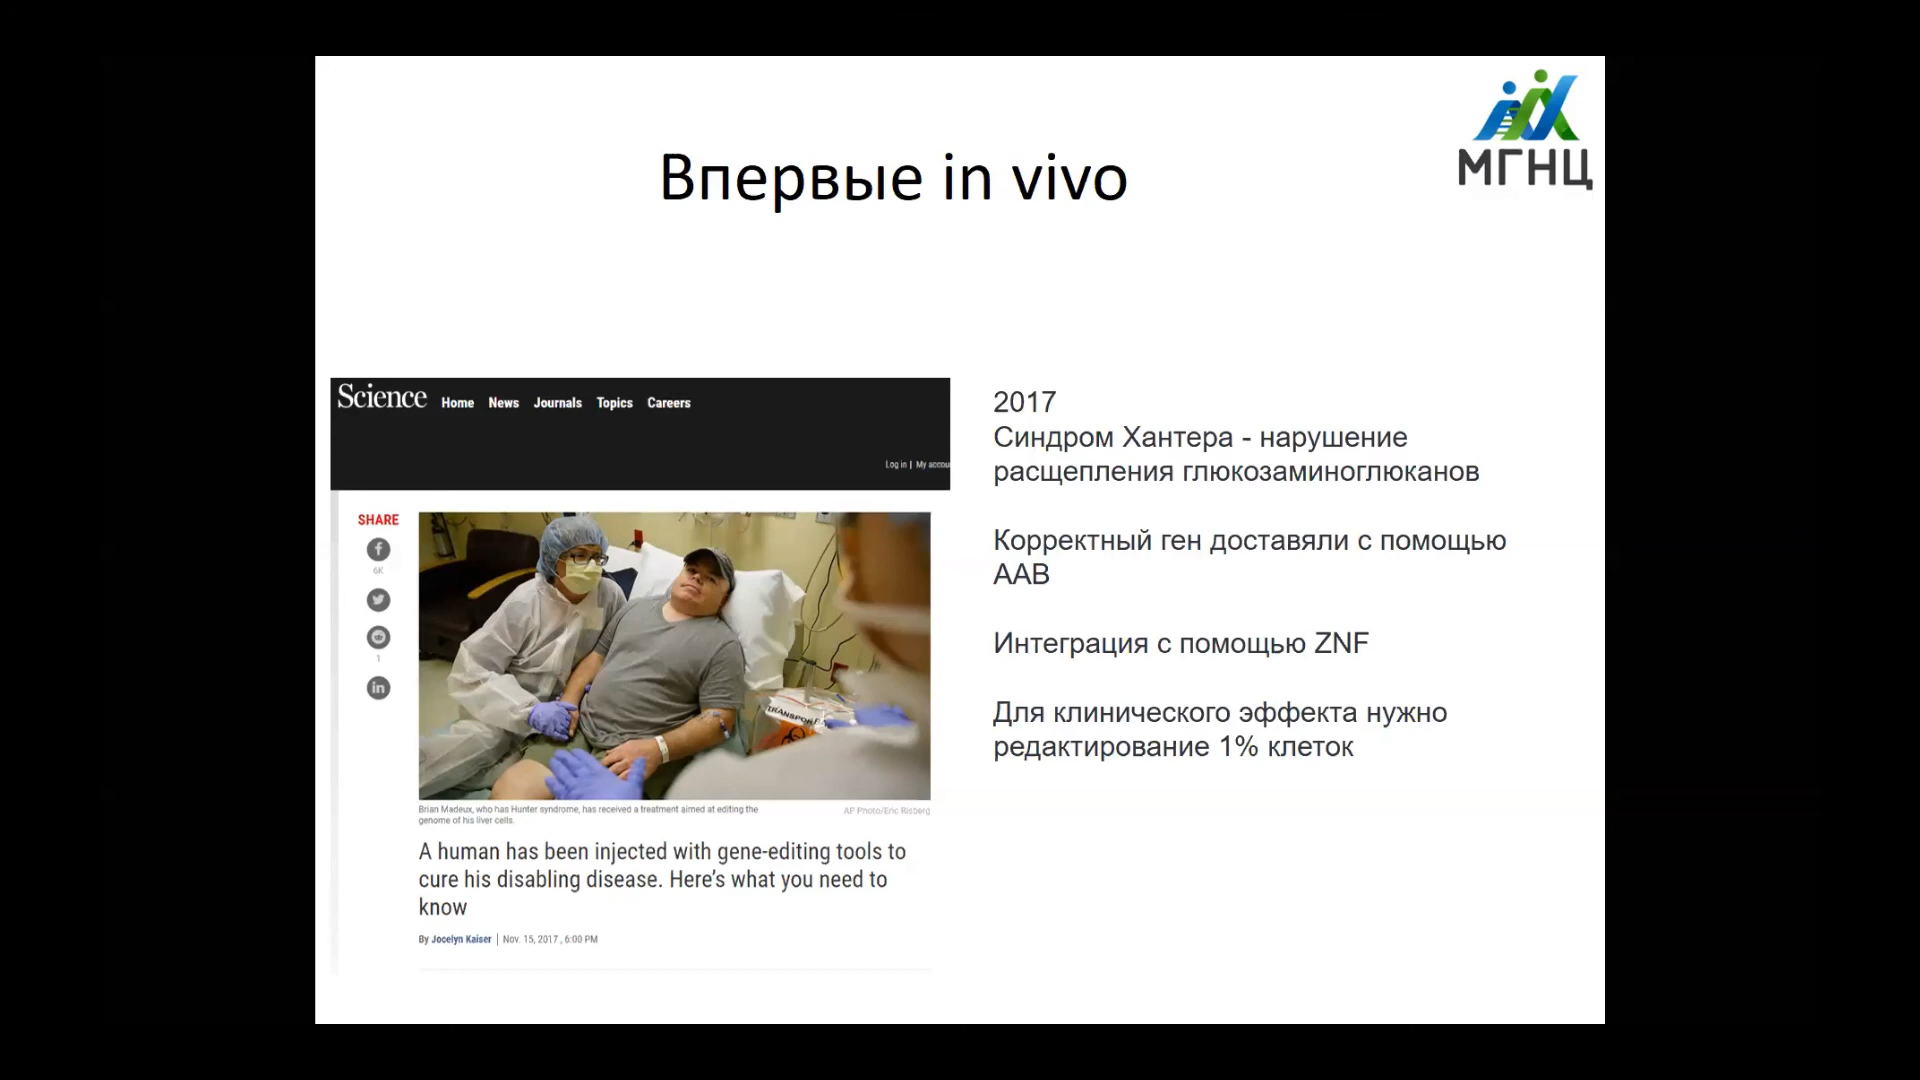 МГНЦ
Впервые in vivo
Science Home News Journals Topics Careers
Log in | My accou
SHARE
6K
1
TRANSPOR
Brian Madeux, who has Hunter syndrome, has received a treatment aimed at editing the
genome of his liver cells.
AP Photo/Eric Risberg
A human has been injected with gene-editing tools to
cure his disabling disease. Here’s what you need to
know
By Jocelyn Kaiser | Nov. 15, 2017 , 6:00 PM
2017
Синдром Хантера - нарушение
расщепления глюкозаминоглюканов
Корректный ген доставяли с помощью
ААВ
Интеграция с помощью ZNF
Для клинического эффекта нужно
редактирование 1% клеток